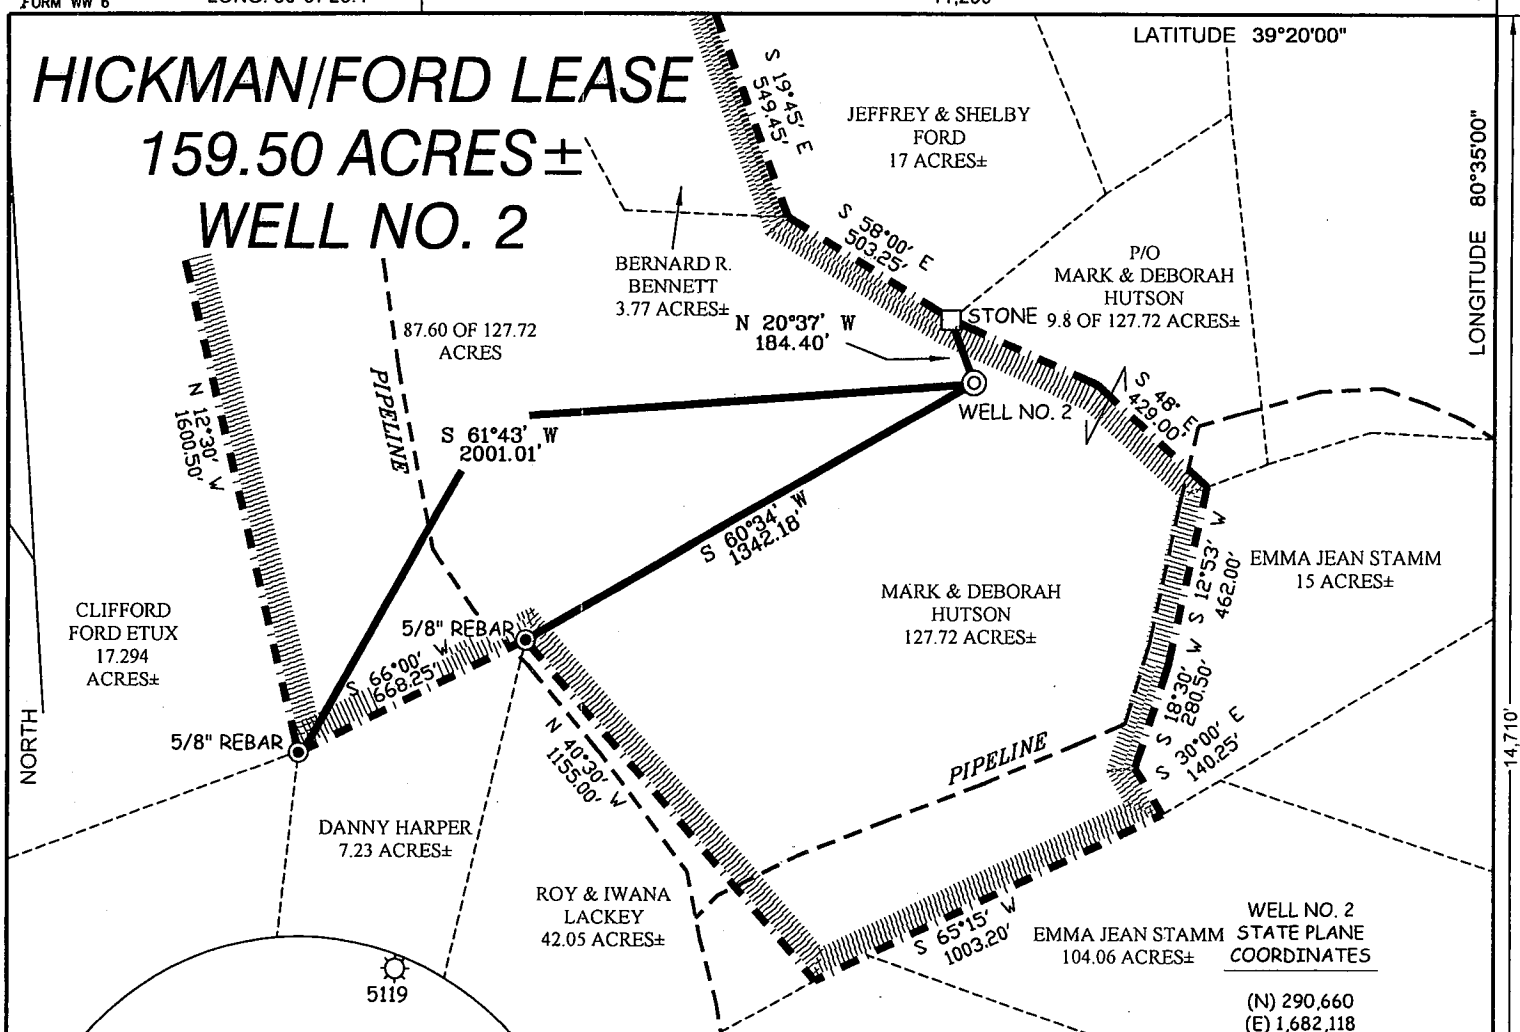 FORM WW 6
LATITUDE 39°20'00"
HICKMAN/FORD LEASE
159.50 ACRES±
WELL NO. 2
S 19°45' E
549.45'
JEFFREY & SHELBY
FORD
17 ACRES±
LONGITUDE 80°35'00"
S 58°00' E
503.25'
BERNARD R.
BENNETT
3.77 ACRES±
P/O
MARK & DEBORAH
HUTSON
9.8 OF 127.72 ACRES±
STONE
N 20°37' W
184.40'
87.60 OF 127.72
ACRES
PIPELINE
N 12°30' W
1600.50'
WELL NO. 2
S 48° E
429.00'
S 61°43' W
2001.01'
S 60°34' W
1342.18'
S 12°53' W
462.00'
EMMA JEAN STAMM
15 ACRES±
MARK & DEBORAH
HUTSON
127.72 ACRES±
CLIFFORD
FORD ETUX
17.294
ACRES±
5/8" REBAR
S 66°00' W
668.25'
S 18°30' W
280.50'
5/8" REBAR
NORTH
N 40°30' W
1155.00'
S 30°00' E
140.25'
14,710'
PIPELINE
DANNY HARPER
7.23 ACRES±
ROY & IWANA
LACKEY
42.05 ACRES±
S 65°15' W
1003.20'
EMMA JEAN STAMM
104.06 ACRES±
WELL NO. 2
STATE PLANE
COORDINATES
(N) 290,660
(E) 1,682,118
5119